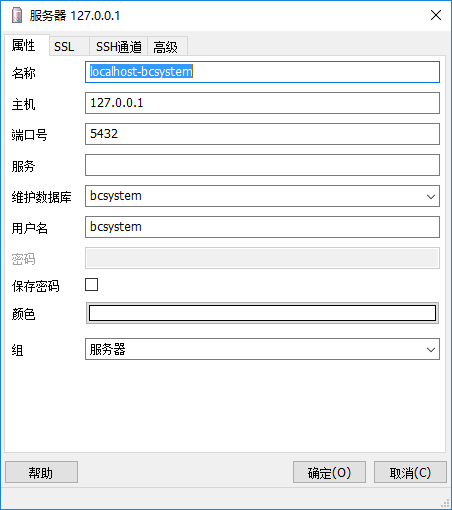 服务器 127.0.0.1
属性 SSL SSH通道 高级
名称 localhost-bcsystem
主机 127.0.0.1
端口号 5432
服务
维护数据库 bcsystem
用户名 bcsystem
密码
保存密码
颜色
组 服务器
帮助 确定(O) 取消(C)